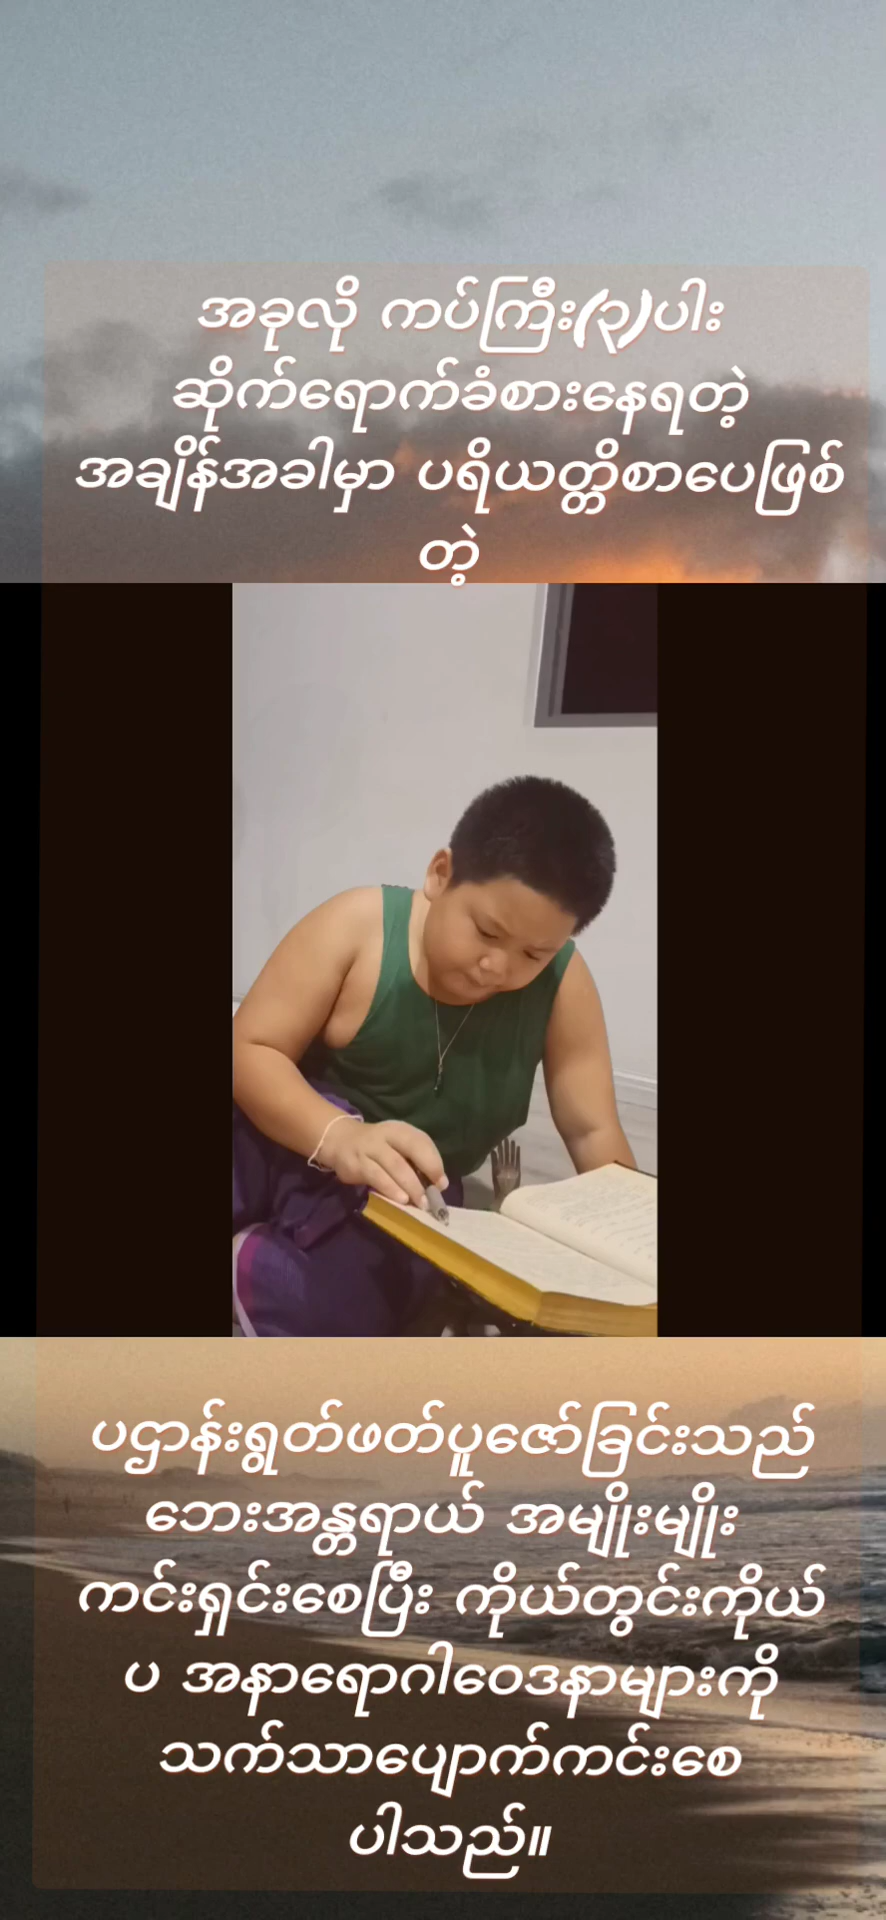 အခုလို ကပ်ကြီး(၃)ပါး
ဆိုက်ရောက်ခံစားနေရတဲ့
အချိန်အခါမှာ ပရိယတ္တိစာပေဖြစ်
တဲ့
ပဌာန်းရွတ်ဖတ်ပူဇော်ခြင်းသည်
ဘေးအန္တရာယ် အမျိုးမျိုး
ကင်းရှင်းစေပြီး ကိုယ်တွင်းကိုယ်
ပ အနာရောဂါဝေဒနာများကို
သက်သာပျောက်ကင်းစေ
ပါသည်။